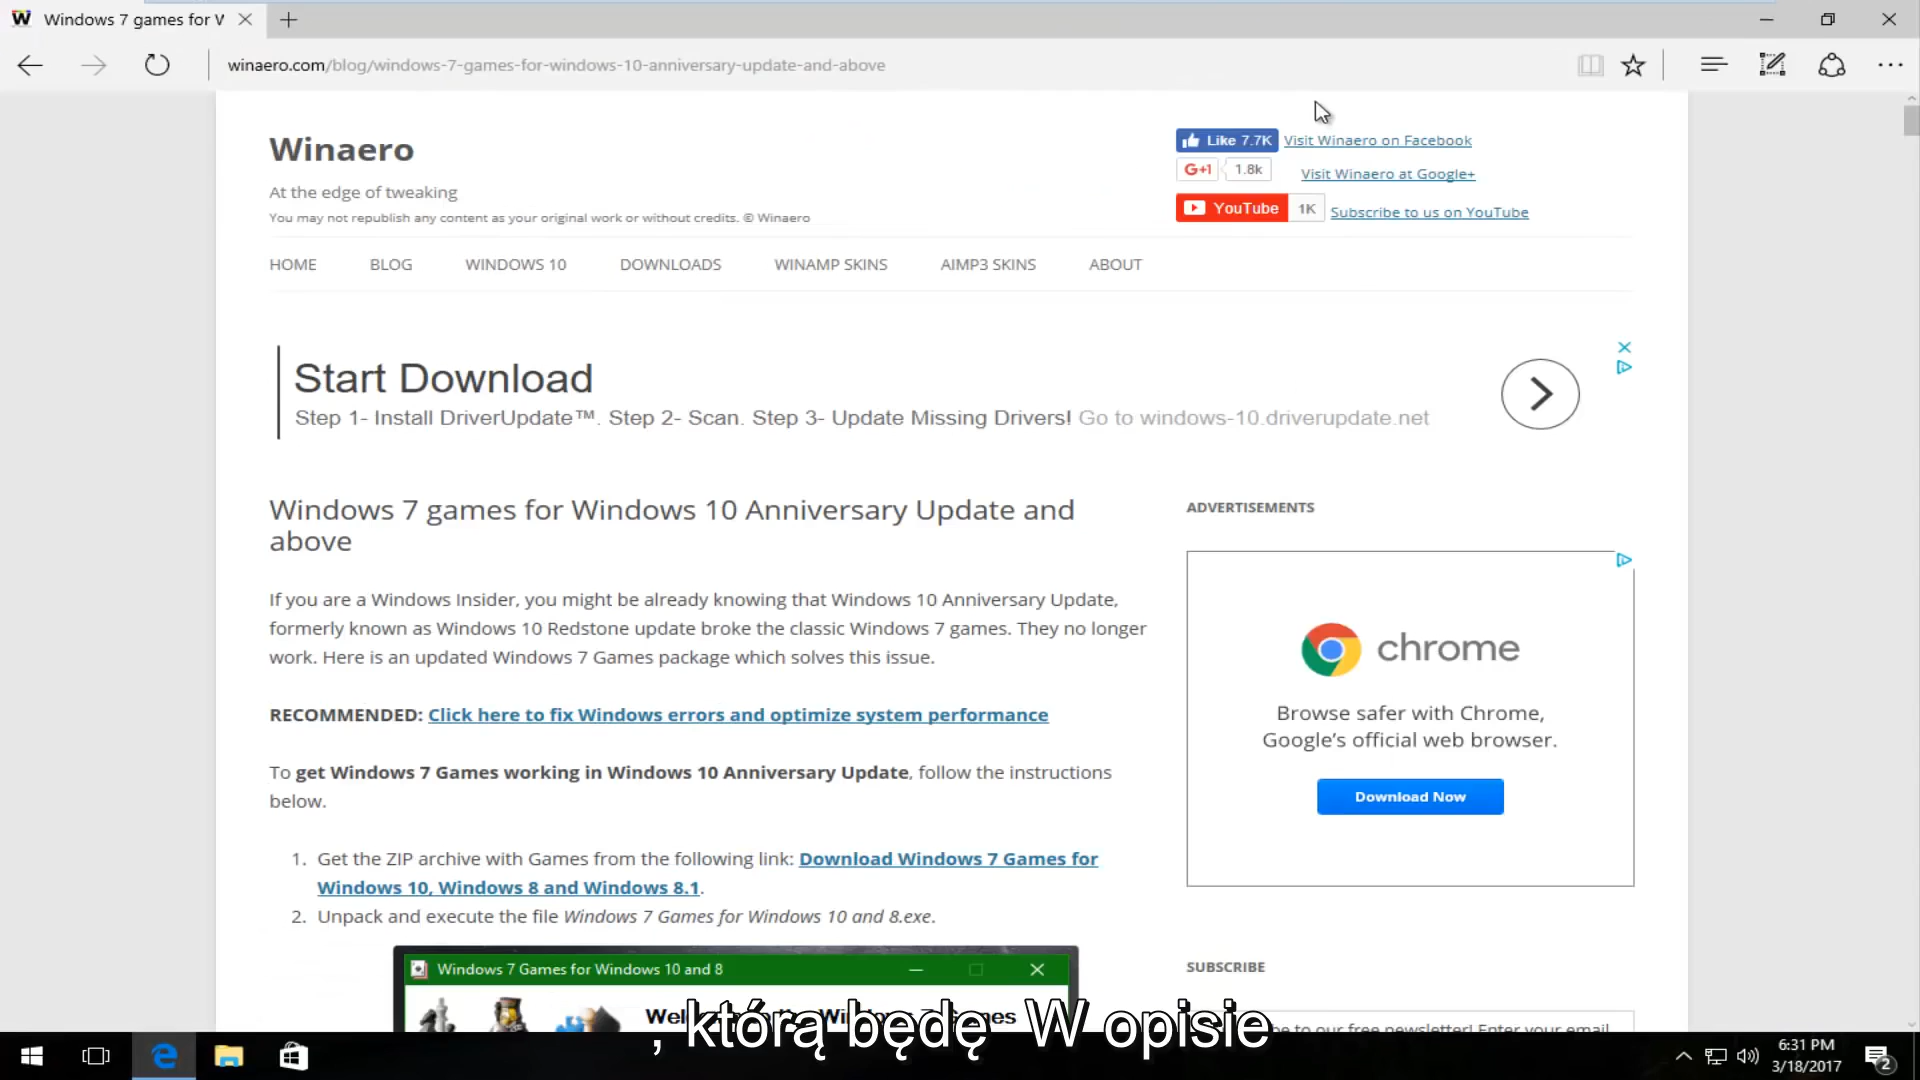 Windows 7 games for W
winaero.com/blog/windows-7-games-for-windows-10-anniversary-update-and-above
Winaero
At the edge of tweaking
You may not republish any content as your original work or without credits. © Winaero
Like 7.7K Visit Winaero on Facebook
G+1 1.8k Visit Winaero at Google+
YouTube 1K Subscribe to us on YouTube
HOME BLOG WINDOWS 10 DOWNLOADS WINAMP SKINS AIMP3 SKINS ABOUT
Start Download
Step 1- Install DriverUpdate™. Step 2- Scan. Step 3- Update Missing Drivers! Go to windows-10.driverupdate.net
Windows 7 games for Windows 10 Anniversary Update and
above
If you are a Windows Insider, you might be already knowing that Windows 10 Anniversary Update,
formerly known as Windows 10 Redstone update broke the classic Windows 7 games. They no longer
work. Here is an updated Windows 7 Games package which solves this issue.
RECOMMENDED: Click here to fix Windows errors and optimize system performance
To get Windows 7 Games working in Windows 10 Anniversary Update, follow the instructions
below.
1. Get the ZIP archive with Games from the following link: Download Windows 7 Games for
Windows 10, Windows 8 and Windows 8.1.
2. Unpack and execute the file Windows 7 Games for Windows 10 and 8.exe.
Windows 7 Games for Windows 10 and 8
ADVERTISEMENTS
chrome
Browse safer with Chrome,
Google's official web browser.
Download Now
SUBSCRIBE
to our free newsletter! Enter your email
, którą będę W opisie
6:31 PM
3/18/2017
2